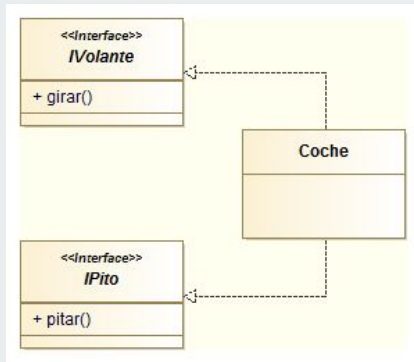 <<Interface>>
IVolante
+ girar()
Coche
<<Interface>>
IPito
+ pitar()